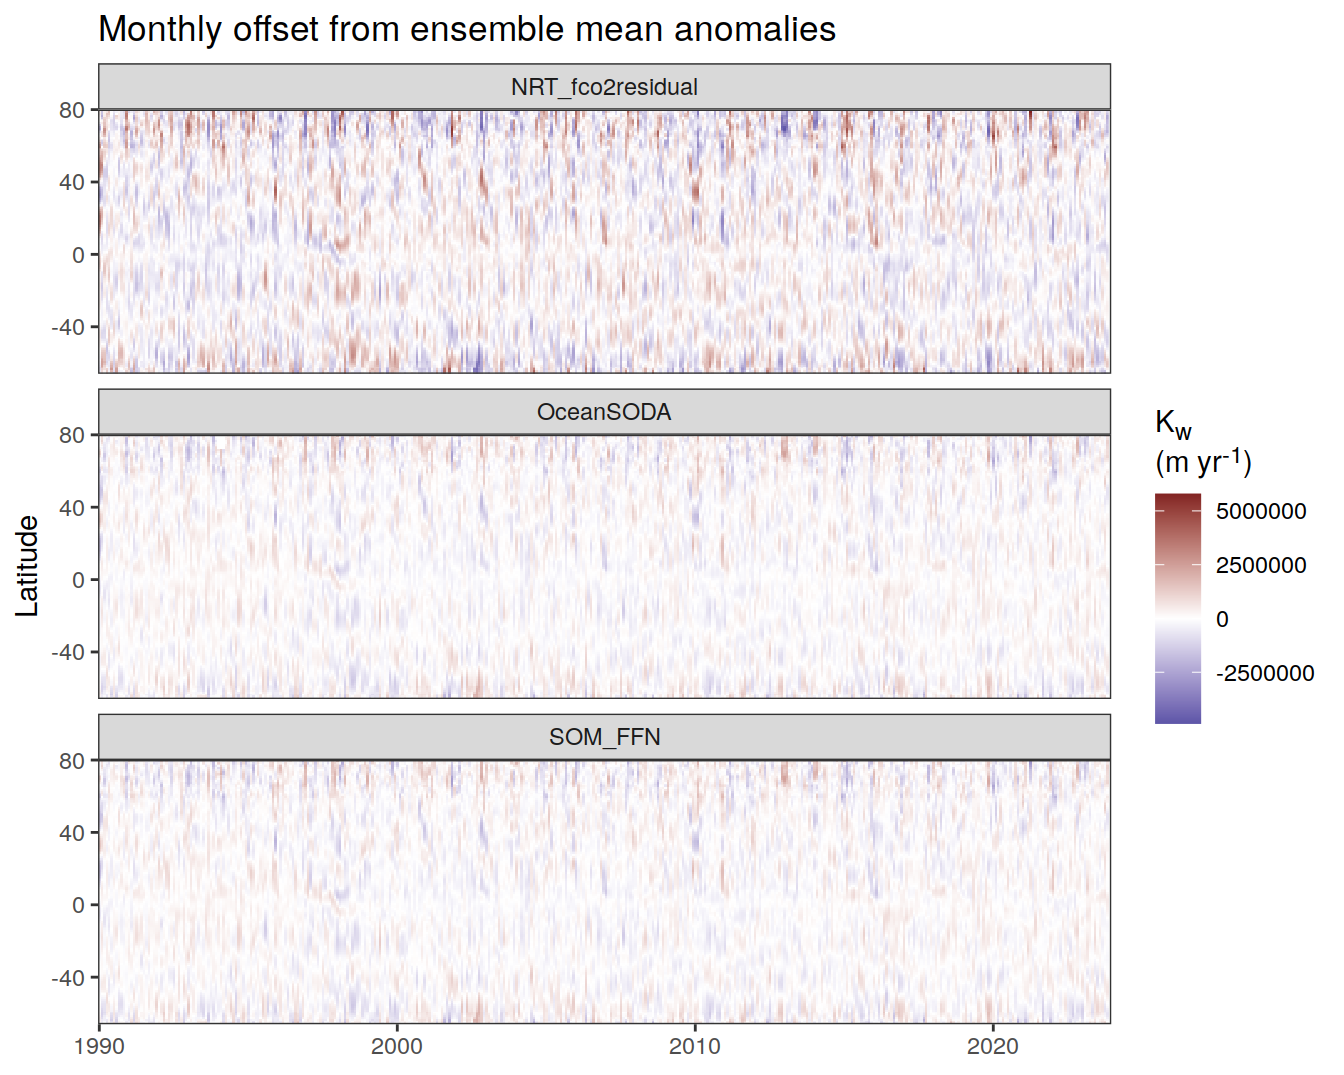 Monthly offset from ensemble mean anomalies
NRT_fco2residual
80
40
0
-40
OceanSODA
80
40
0
-40
SOM_FFN
80
40
0
-40
1990 2000 2010 2020
Latitude
Kw
(m yr-1)
5000000
2500000
0
-2500000